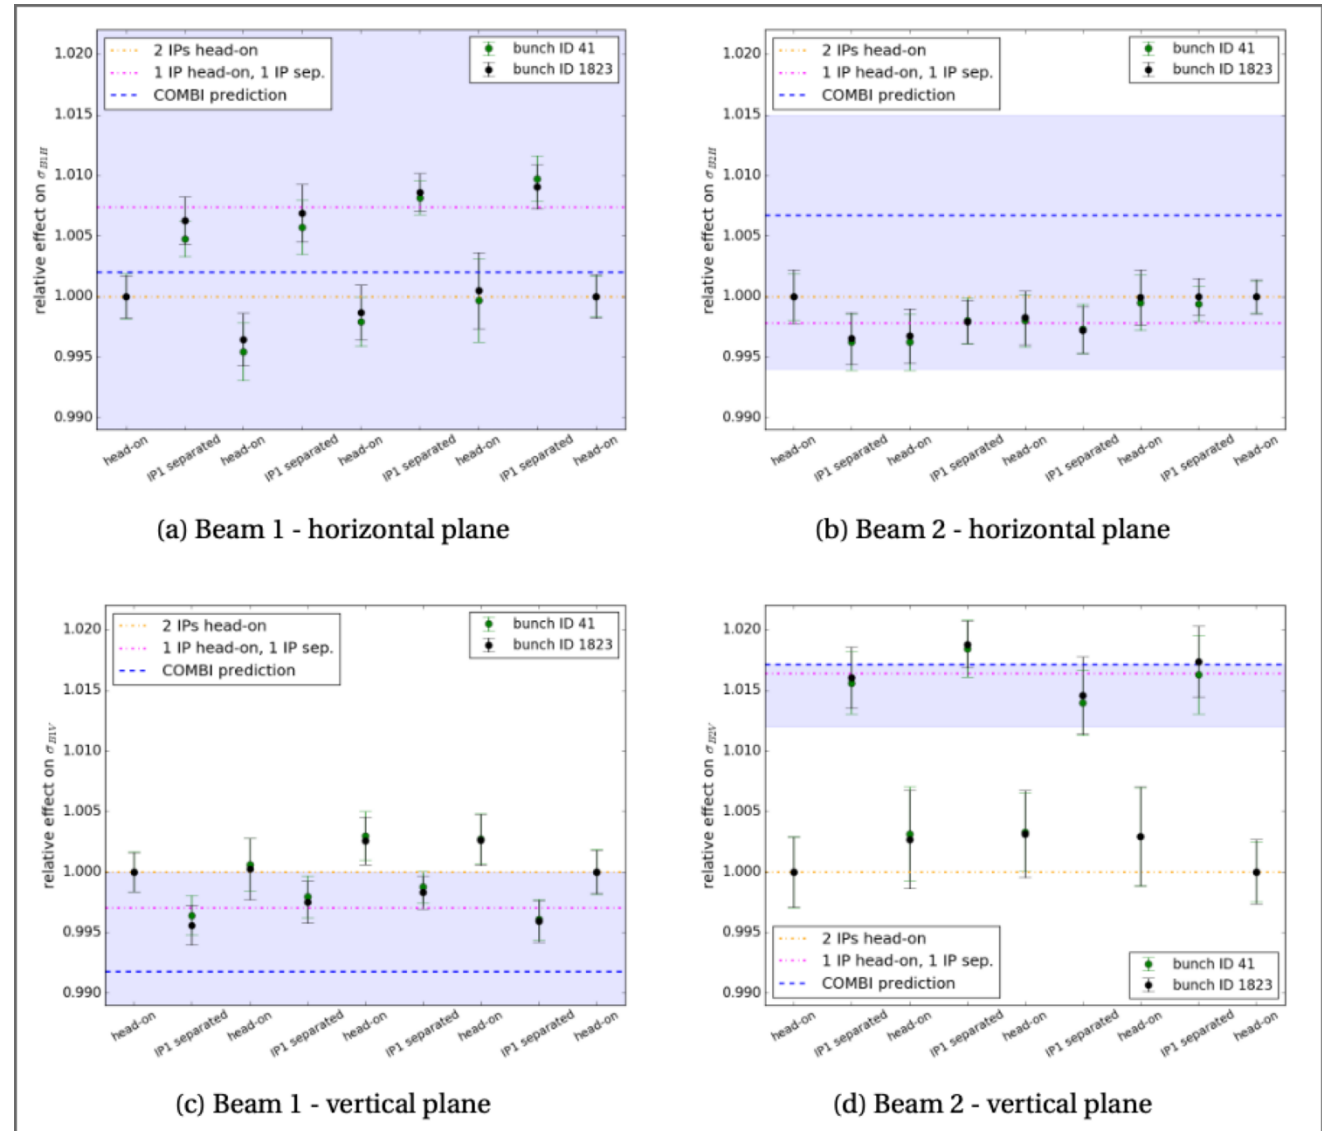 2 IPs head-on
1 IP head-on, 1 IP sep.
COMBI prediction
bunch ID 41
bunch ID 1823
relative effect on σ_B1H
1.020
1.015
1.010
1.005
1.000
0.995
0.990
head-on
IP1 separated
head-on
IP1 separated
head-on
IP1 separated
head-on
IP1 separated
head-on
(a) Beam 1 - horizontal plane
2 IPs head-on
1 IP head-on, 1 IP sep.
COMBI prediction
bunch ID 41
bunch ID 1823
relative effect on σ_B2H
1.020
1.015
1.010
1.005
1.000
0.995
0.990
head-on
IP1 separated
head-on
IP1 separated
head-on
IP1 separated
head-on
IP1 separated
head-on
(b) Beam 2 - horizontal plane
2 IPs head-on
1 IP head-on, 1 IP sep.
COMBI prediction
bunch ID 41
bunch ID 1823
relative effect on σ_B1V
1.020
1.015
1.010
1.005
1.000
0.995
0.990
head-on
IP1 separated
head-on
IP1 separated
head-on
IP1 separated
head-on
IP1 separated
head-on
(c) Beam 1 - vertical plane
relative effect on σ_B2V
1.020
1.015
1.010
1.005
1.000
0.995
0.990
2 IPs head-on
1 IP head-on, 1 IP sep.
COMBI prediction
bunch ID 41
bunch ID 1823
head-on
IP1 separated
head-on
IP1 separated
head-on
IP1 separated
head-on
IP1 separated
head-on
(d) Beam 2 - vertical plane